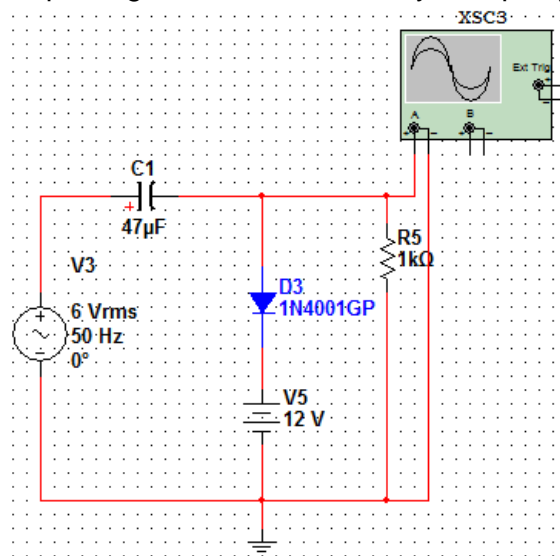 XSC3
Ext Trig
+
-
A
B
+ - + -
C1
+
47µF
V3
R5
1kΩ
D3
1N4001GP
+
6 Vrms
50 Hz
0°
-
V5
12 V